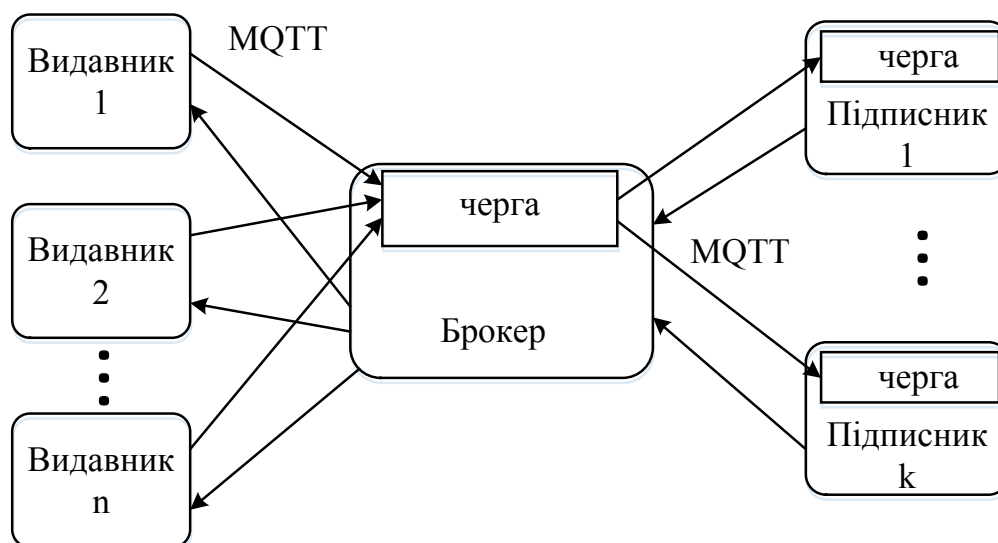 Видавник
1
MQTT
Видавник
2
Видавник
n
черга
Брокер
MQTT
черга
Підписник
1
черга
Підписник
k